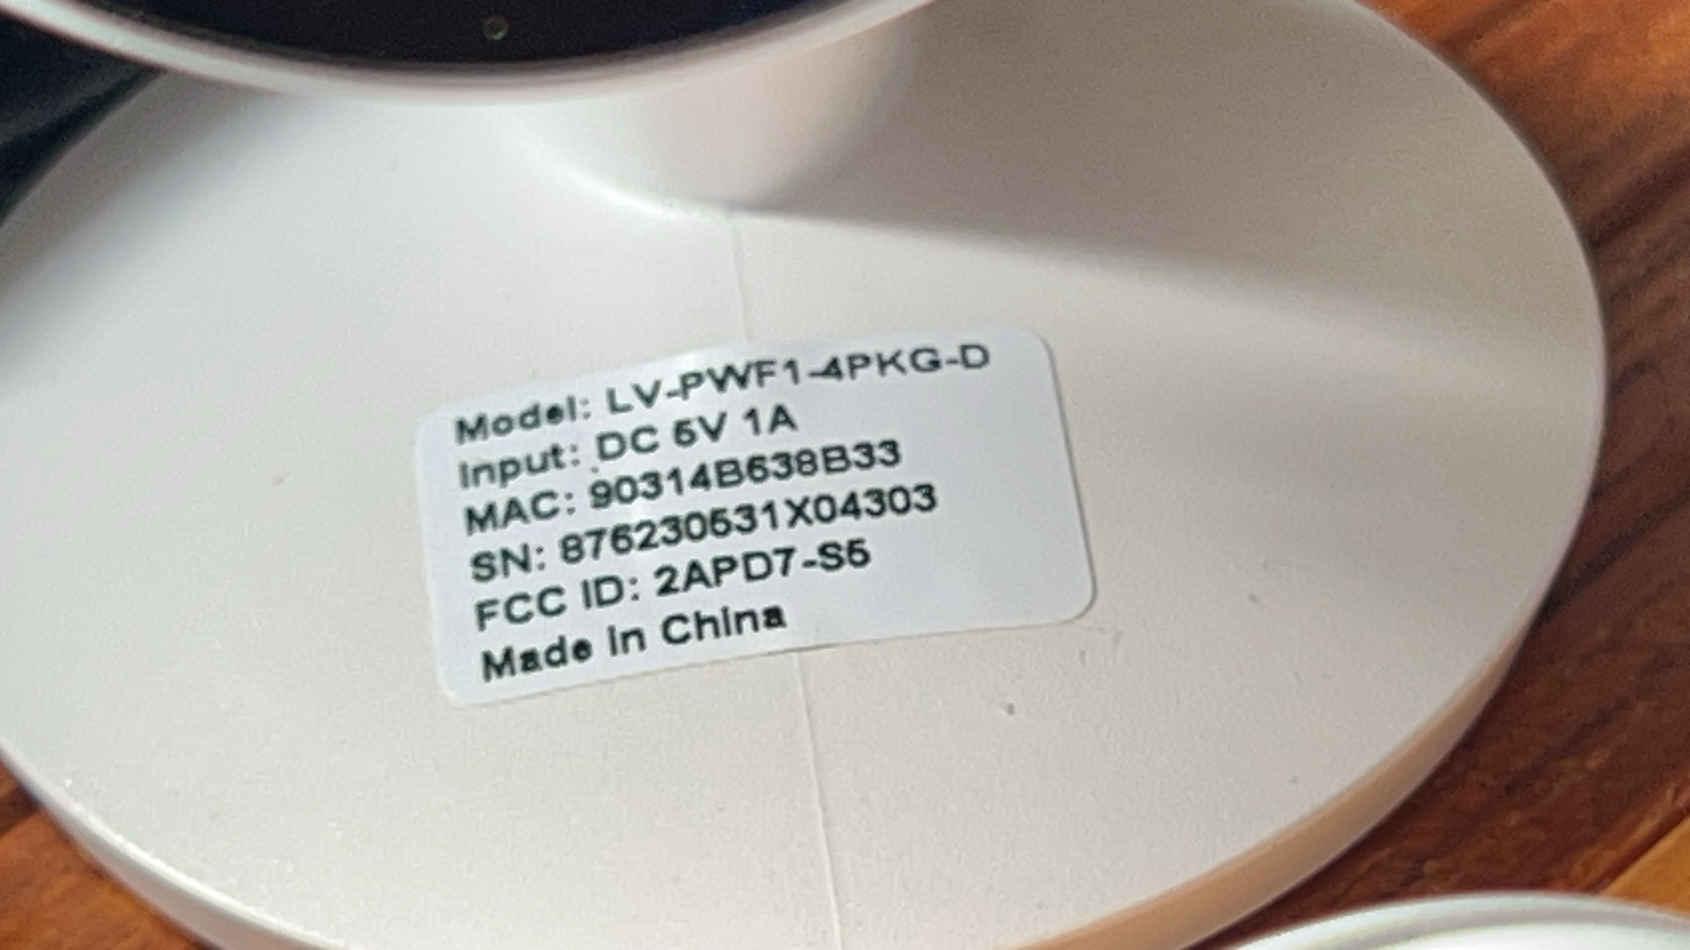 Model: LV-PWF1-4PKG-D
Input: DC 5V 1A
MAC: 90314B638B33
SN: 876230531X04303
FCC ID: 2APD7-S5
Made in China